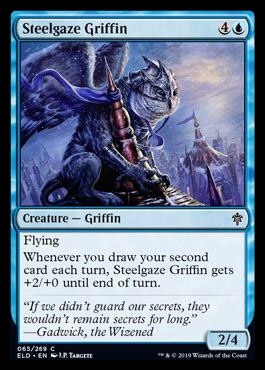 Steelgaze Griffin 4
Creature — Griffin
Flying
Whenever you draw your second
card each turn, Steelgaze Griffin gets
+2/+0 until end of turn.
“If we didn’t guard our secrets, they
wouldn’t remain secrets for long.”
—Gadwick, the Wizened
2/4
065/269 C
ELD • EN J.P. TARGETE
™ & © 2019 Wizards of the Coast